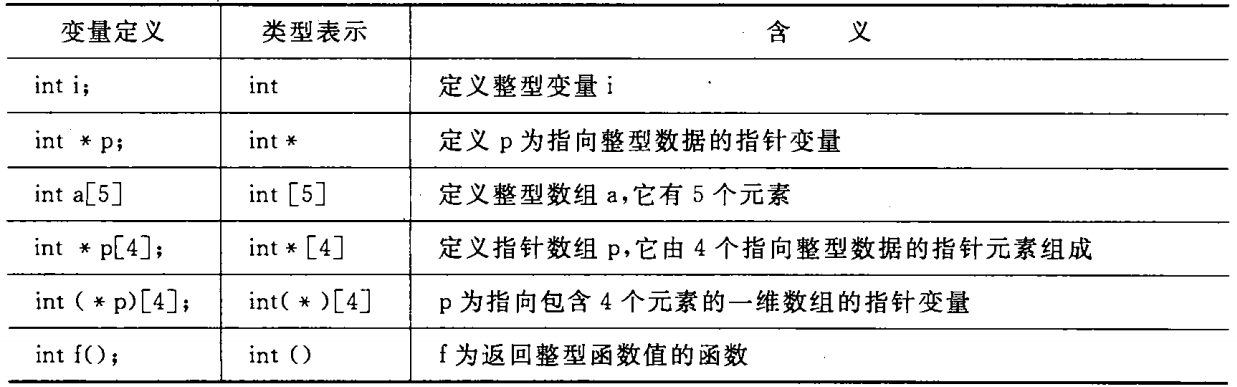 变量定义 类型表示 含 义
int i; int 定义整型变量 i
int * p; int * 定义 p 为指向整型数据的指针变量
int a[5] int [5] 定义整型数组 a,它有 5 个元素
int * p[4]; int * [4] 定义指针数组 p,它由 4 个指向整型数据的指针元素组成
int ( * p)[4]; int( * )[4] p 为指向包含 4 个元素的一维数组的指针变量
int f(); int () f 为返回整型函数值的函数